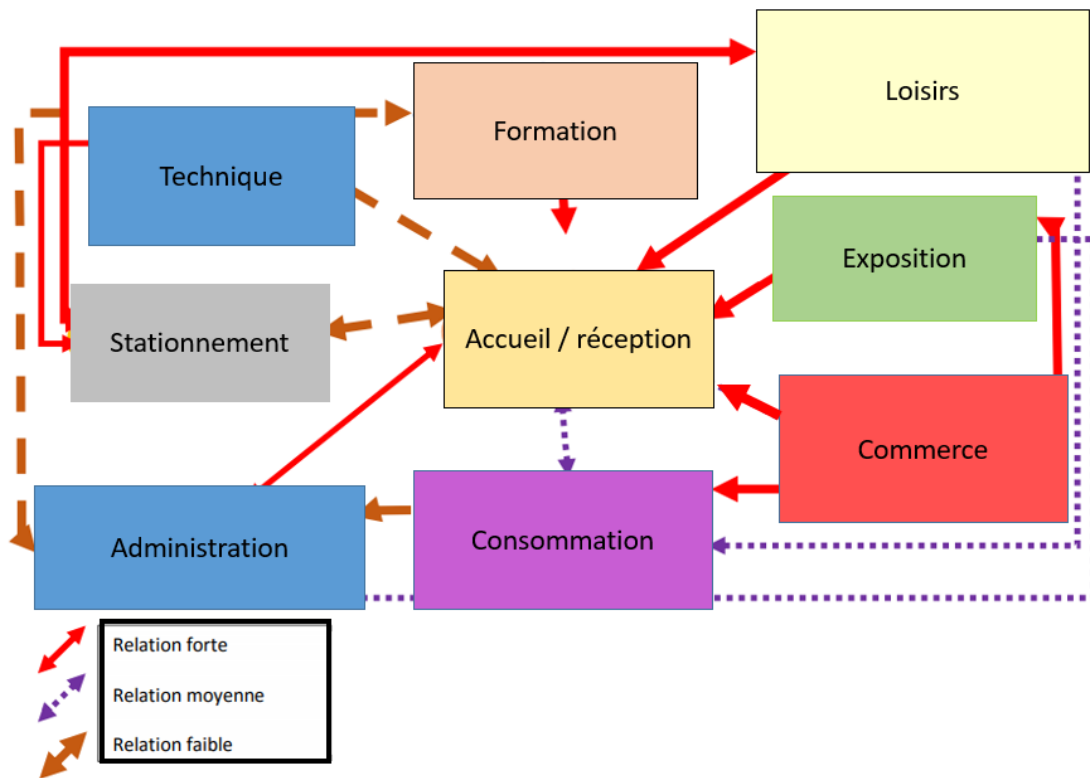 Loisirs
Formation
Technique
Exposition
Stationnement
Accueil / réception
Commerce
Administration
Consommation
Relation forte
Relation moyenne
Relation faible